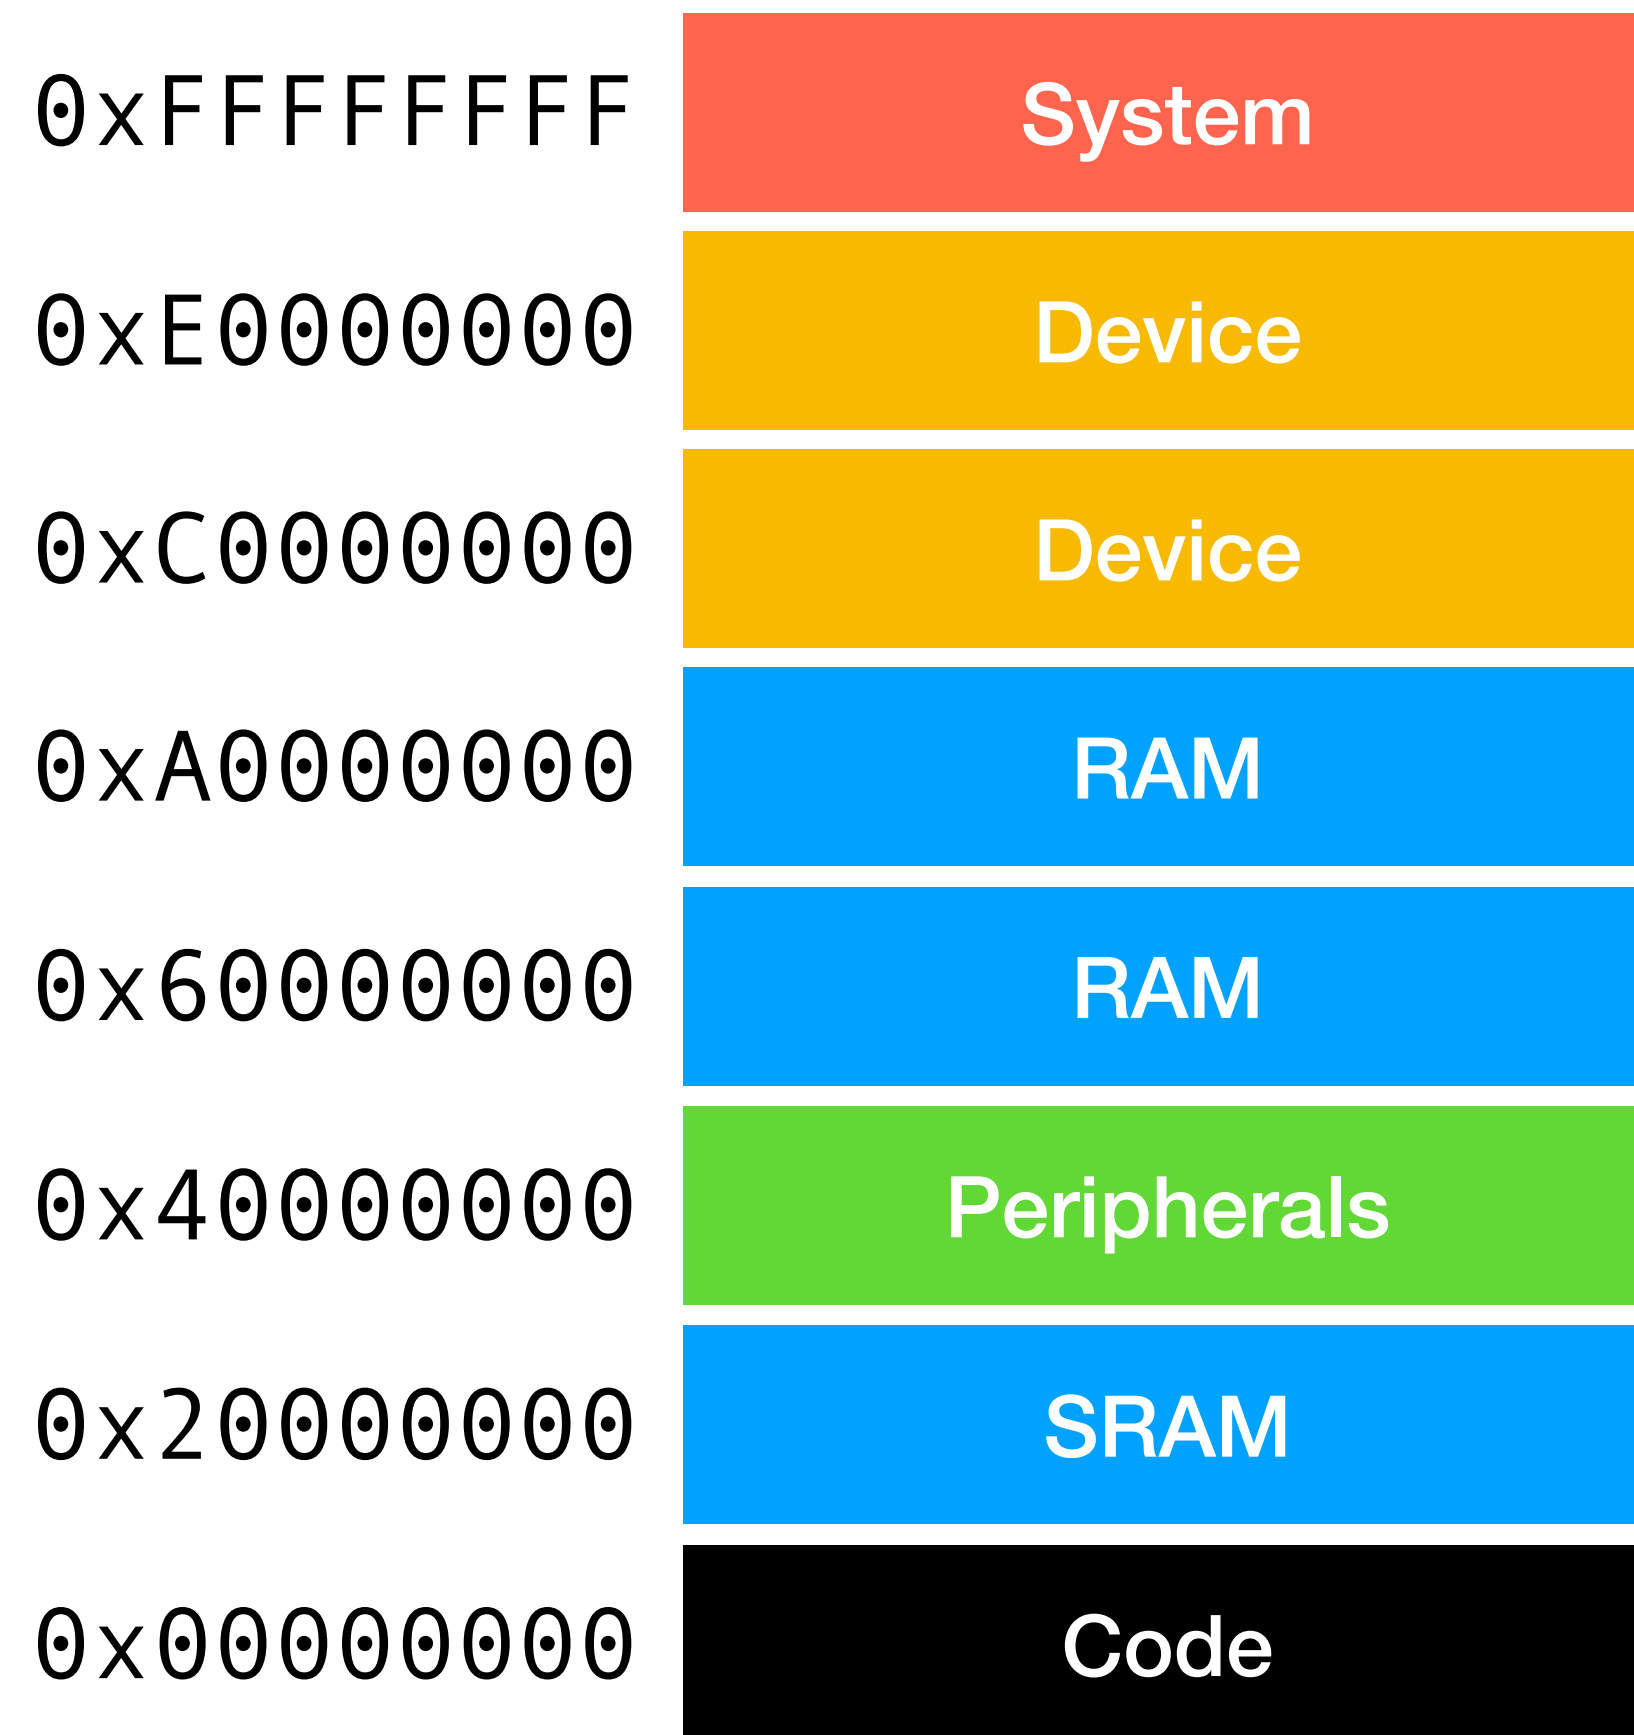 0xFFFFFFFF System
0xE0000000 Device
0xC0000000 Device
0xA0000000 RAM
0x60000000 RAM
0x40000000 Peripherals
0x20000000 SRAM
0x00000000 Code